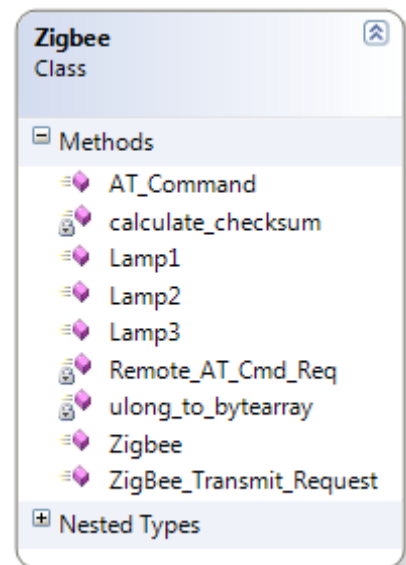 Zigbee
Class
Methods
AT_Command
calculate_checksum
Lamp1
Lamp2
Lamp3
Remote_AT_Cmd_Req
ulong_to_bytearray
Zigbee
ZigBee_Transmit_Request
Nested Types